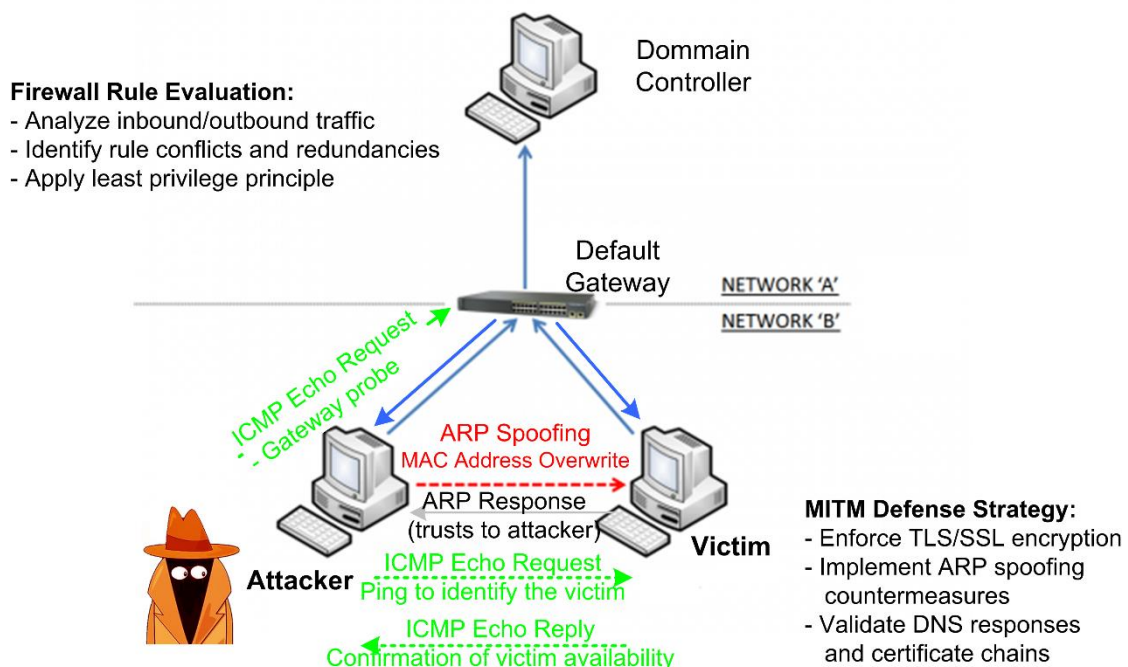 Dommain
Controller
Firewall Rule Evaluation:
- Analyze inbound/outbound traffic
- Identify rule conflicts and redundancies
- Apply least privilege principle
Default
Gateway
NETWORK 'A'
NETWORK 'B'
ICMP Echo Request
- Gateway probe
ARP Spoofing
MAC Address Overwrite
ARP Response
(trusts to attacker)
Attacker
Victim
ICMP Echo Request
Ping to identify the victim
ICMP Echo Reply
Confirmation of victim availability
MITM Defense Strategy:
- Enforce TLS/SSL encryption
- Implement ARP spoofing
countermeasures
- Validate DNS responses
and certificate chains